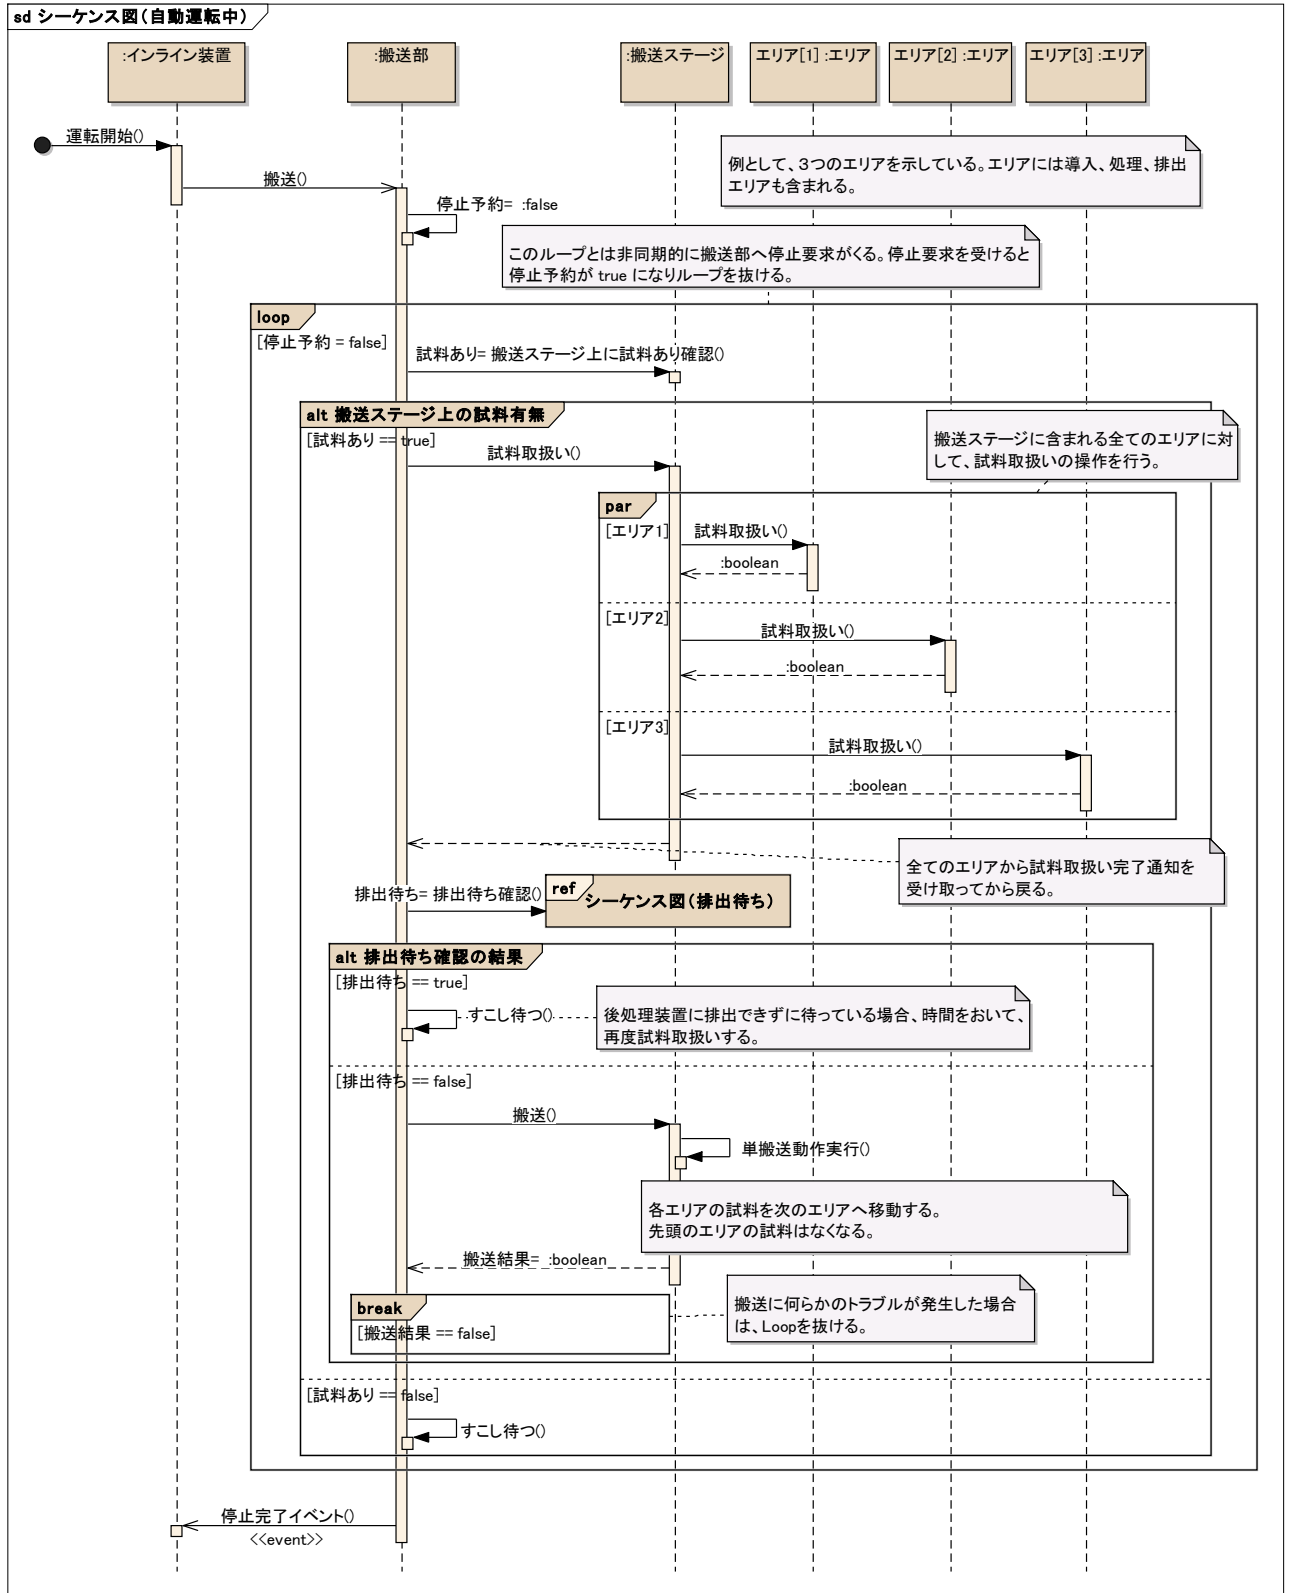 sd シーケンス図(自動運転中)
:インライン装置
:搬送部
:搬送ステージ
エリア[1] :エリア
エリア[2] :エリア
エリア[3] :エリア
運転開始()
例として、3つのエリアを示している。エリアには導入、処理、排出
エリアも含まれる。
搬送()
停止予約= :false
このループとは非同期的に搬送部へ停止要求がくる。停止要求を受けると
停止予約が true になりループを抜ける。
loop
[停止予約 = false]
試料あり= 搬送ステージ上に試料あり確認()
alt 搬送ステージ上の試料有無
[試料あり == true]
搬送ステージに含まれる全てのエリアに対
して、試料取扱いの操作を行う。
試料取扱い()
par
[エリア1]
試料取扱い()
:boolean
[エリア2]
試料取扱い()
:boolean
[エリア3]
試料取扱い()
:boolean
全てのエリアから試料取扱い完了通知を
受け取ってから戻る。
排出待ち= 排出待ち確認()
ref
シーケンス図(排出待ち)
alt 排出待ち確認の結果
[排出待ち == true]
すこし待つ()
後処理装置に排出できずに待っている場合、時間をおいて、
再度試料取扱いする。
[排出待ち == false]
搬送()
単搬送動作実行()
各エリアの試料を次のエリアへ移動する。
先頭のエリアの試料はなくなる。
搬送結果= :boolean
break
[搬送結果 == false]
搬送に何らかのトラブルが発生した場合
は、Loopを抜ける。
[試料あり == false]
すこし待つ()
停止完了イベント()
<<event>>